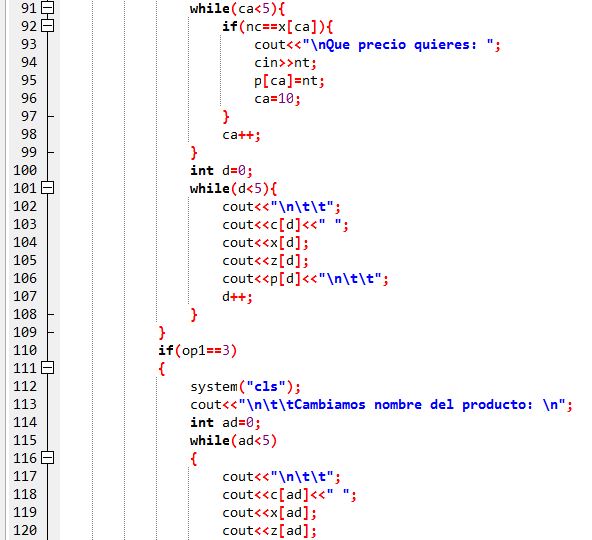 91 while(ca<5){
92 if(nc==x[ca]){
93 cout<<"\nQue precio quieres: ";
94 cin>>nt;
95 p[ca]=nt;
96 ca=10;
97 }
98 ca++;
99 }
100 int d=0;
101 while(d<5){
102 cout<<"\n\t\t";
103 cout<<c[d]<<" ";
104 cout<<x[d];
105 cout<<z[d];
106 cout<<p[d]<<"\n\t\t";
107 d++;
108 }
109 }
110 if(op1==3)
111 {
112 system("cls");
113 cout<<"\n\t\tCambiamos nombre del producto: \n";
114 int ad=0;
115 while(ad<5)
116 {
117 cout<<"\n\t\t";
118 cout<<c[ad]<<" ";
119 cout<<x[ad];
120 cout<<z[ad];